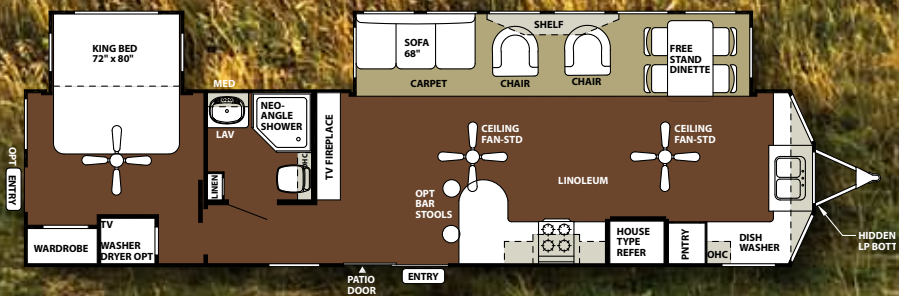 KING BED
72" x 80"
MED
LAV
NEO-
ANGLE
SHOWER
OHC
LINEN
TV FIREPLACE
OPT
ENTRY
WARDROBE
TV
WASHER
DRYER OPT
SOFA
68"
CARPET
SHELF
CHAIR
CHAIR
FREE
STAND
DINETTE
CEILING
FAN-STD
CEILING
FAN-STD
LINOLEUM
OPT
BAR
STOOLS
PATIO
DOOR
ENTRY
HOUSE
TYPE
REFER
PNTRY
OHC
DISH
WASHER
HIDDEN
LP BOTT